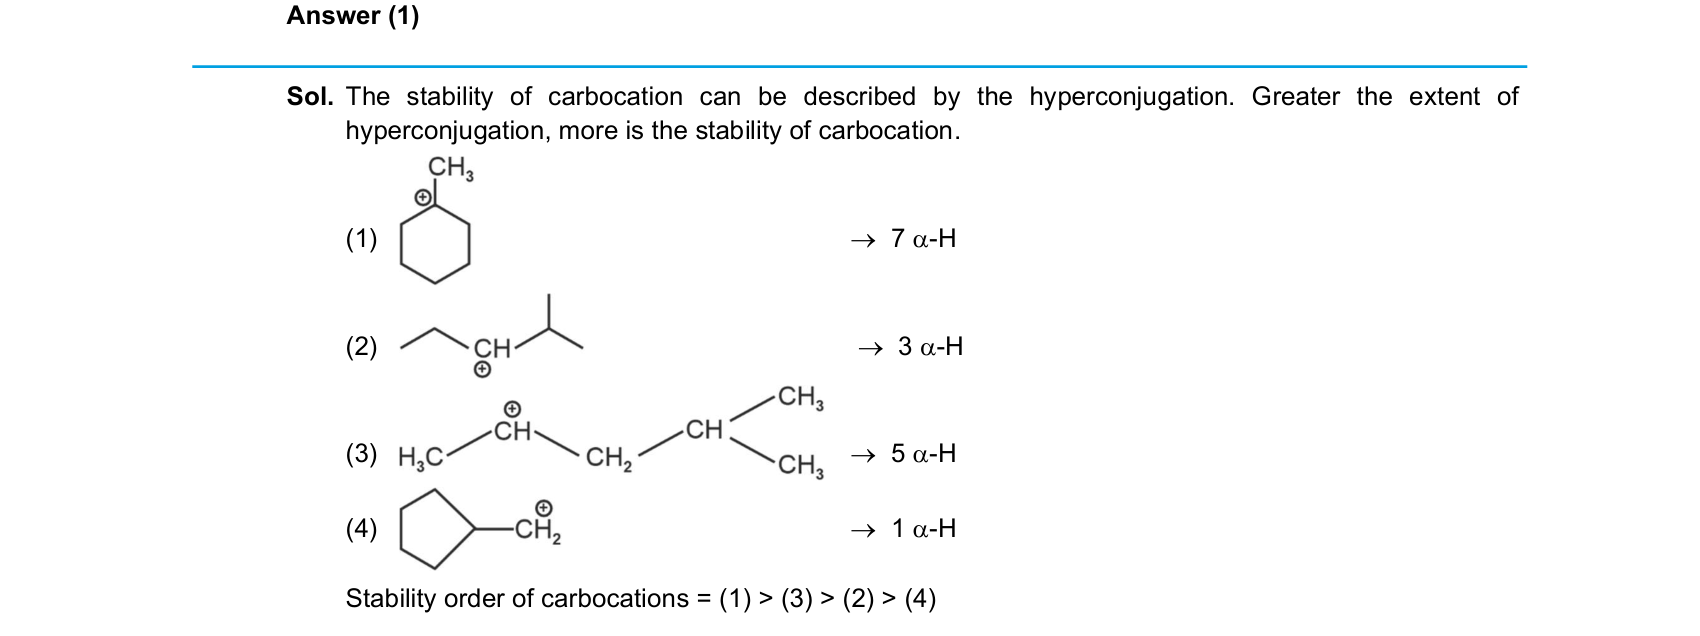 Answer (1)
Sol. The stability of carbocation can be described by the hyperconjugation. Greater the extent of
hyperconjugation, more is the stability of carbocation.
CH₃
⊕
(1) → 7 α-H
(2) CH → 3 α-H
⊕
CH₃
⊕
CH CH
(3) H₃C CH₂ CH₃ → 5 α-H
⊕
(4) CH₂ → 1 α-H
Stability order of carbocations = (1) > (3) > (2) > (4)